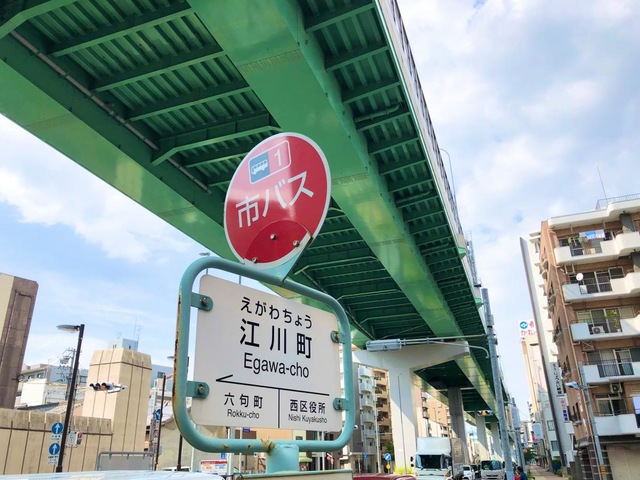 1
市バス
えがわちょう
江川町
Egawa-cho
六句町
Rokku-cho
西区役所
Nishi Kuyakusho